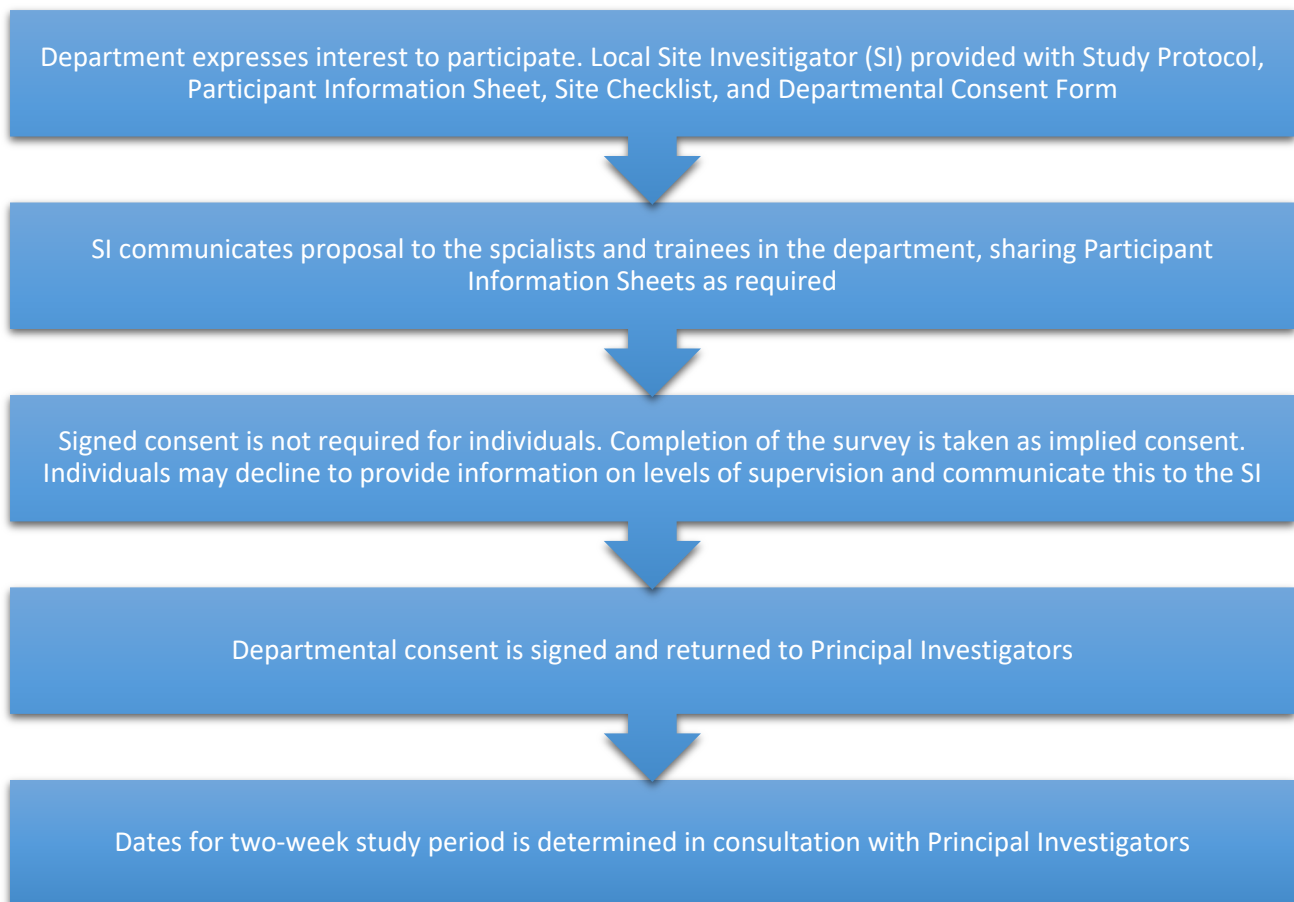 Department expresses interest to participate. Local Site Invesitigator (SI) provided with Study Protocol,
Participant Information Sheet, Site Checklist, and Departmental Consent Form
SI communicates proposal to the spcialists and trainees in the department, sharing Participant
Information Sheets as required
Signed consent is not required for individuals. Completion of the survey is taken as implied consent.
Individuals may decline to provide information on levels of supervision and communicate this to the SI
Departmental consent is signed and returned to Principal Investigators
Dates for two-week study period is determined in consultation with Principal Investigators